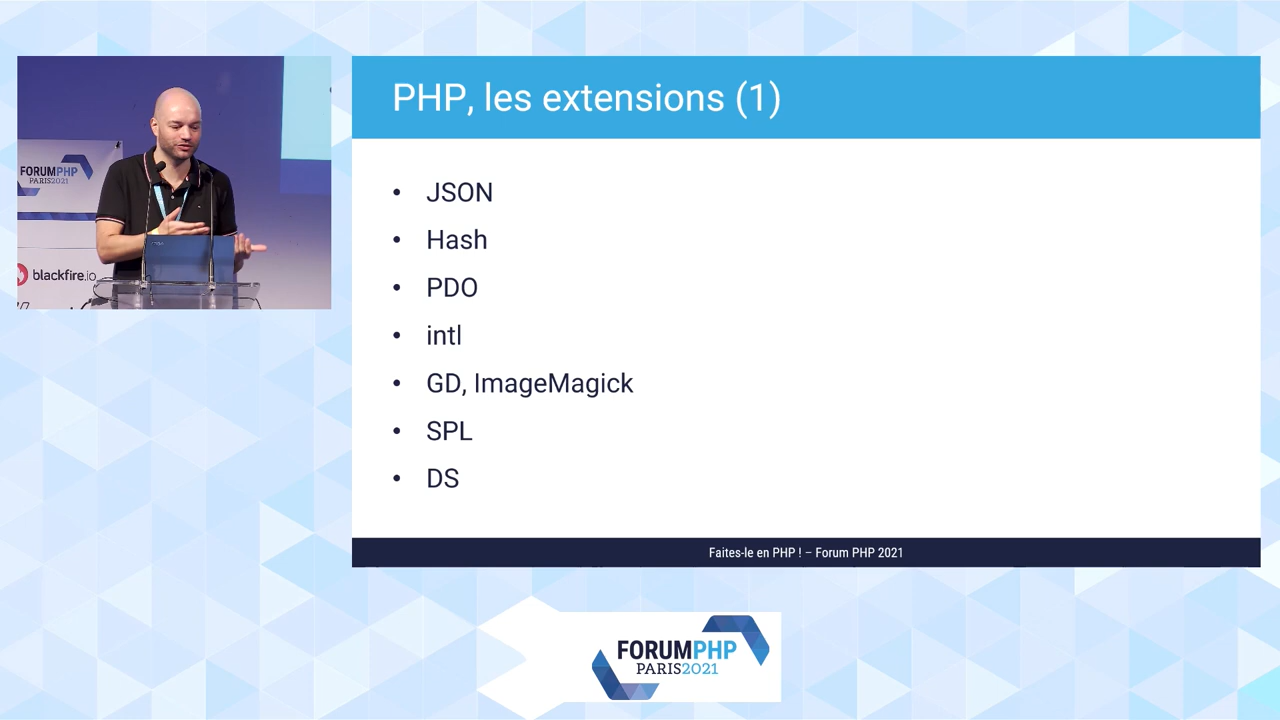 PHP, les extensions (1)
• JSON
• Hash
• PDO
• intl
• GD, ImageMagick
• SPL
• DS
Faites-le en PHP ! – Forum PHP 2021
FORUMPHP
PARIS2021
blackfire.io
FORUMPHP
PARIS2021